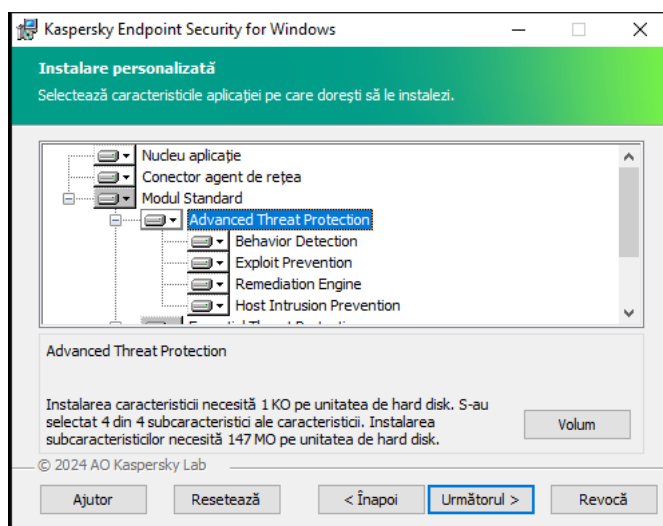 Kaspersky Endpoint Security for Windows
Instalare personalizată
Selectează caracteristicile aplicației pe care dorești să le instalezi.
Nucleu aplicație
Conector agent de rețea
Modul Standard
Advanced Threat Protection
Behavior Detection
Exploit Prevention
Remediation Engine
Host Intrusion Prevention
Advanced Threat Protection
Instalarea caracteristicii necesită 1 KO pe unitatea de hard disk. S-au
selectat 4 din 4 subcaracteristici ale caracteristicii. Instalarea
subcaracteristicilor necesită 147 MO pe unitatea de hard disk.
Volum
© 2024 AO Kaspersky Lab
Ajutor
Resetează
< Înapoi
Următorul >
Revocă